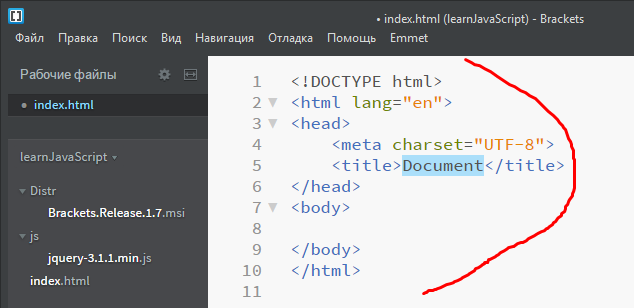 • index.html (learnJavaScript) - Brackets
Файл Правка Поиск Вид Навигация Отладка Помощь Emmet
Рабочие файлы
index.html
learnJavaScript
Distr
Brackets.Release.1.7.msi
js
jquery-3.1.1.min.js
index.html
1 <!DOCTYPE html>
2 <html lang="en">
3 <head>
4 <meta charset="UTF-8">
5 <title>Document</title>
6 </head>
7 <body>
8
9 </body>
10 </html>
11